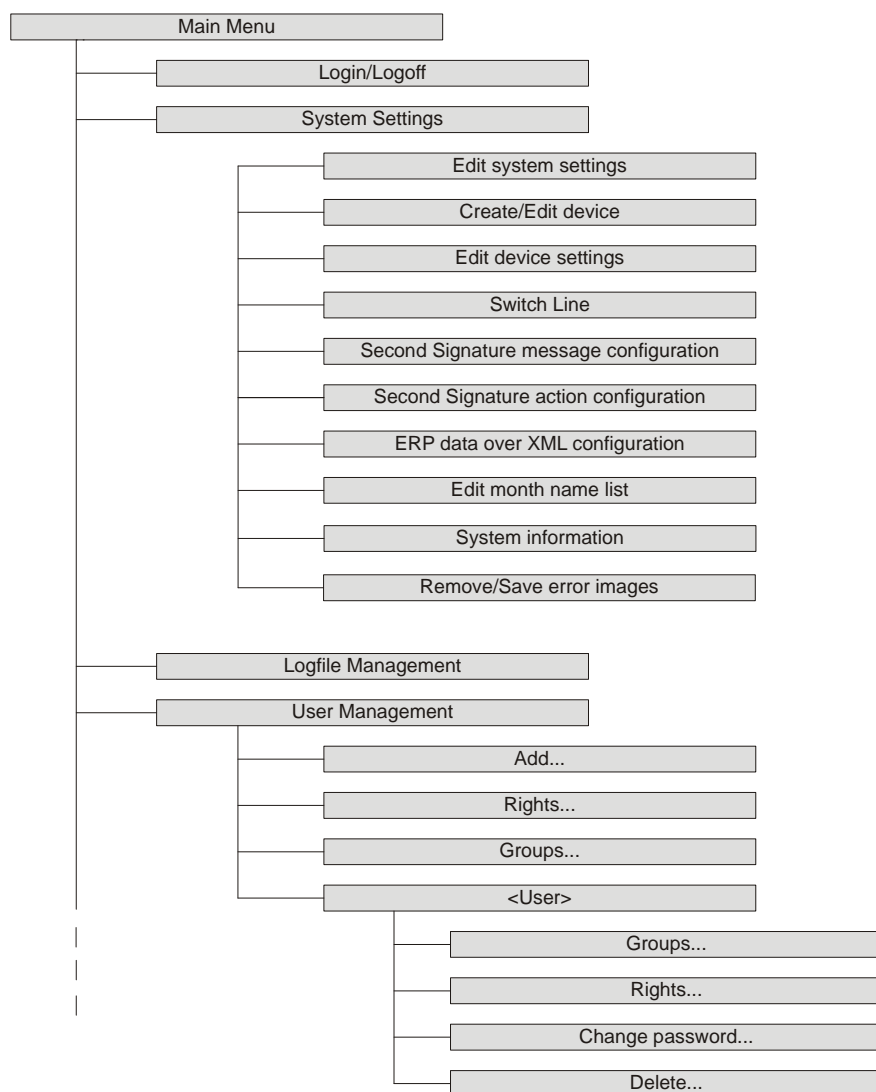 Main Menu
Login/Logoff
System Settings
Edit system settings
Create/Edit device
Edit device settings
Switch Line
Second Signature message configuration
Second Signature action configuration
ERP data over XML configuration
Edit month name list
System information
Remove/Save error images
Logfile Management
User Management
Add...
Rights...
Groups...
<User>
Groups...
Rights...
Change password...
Delete...